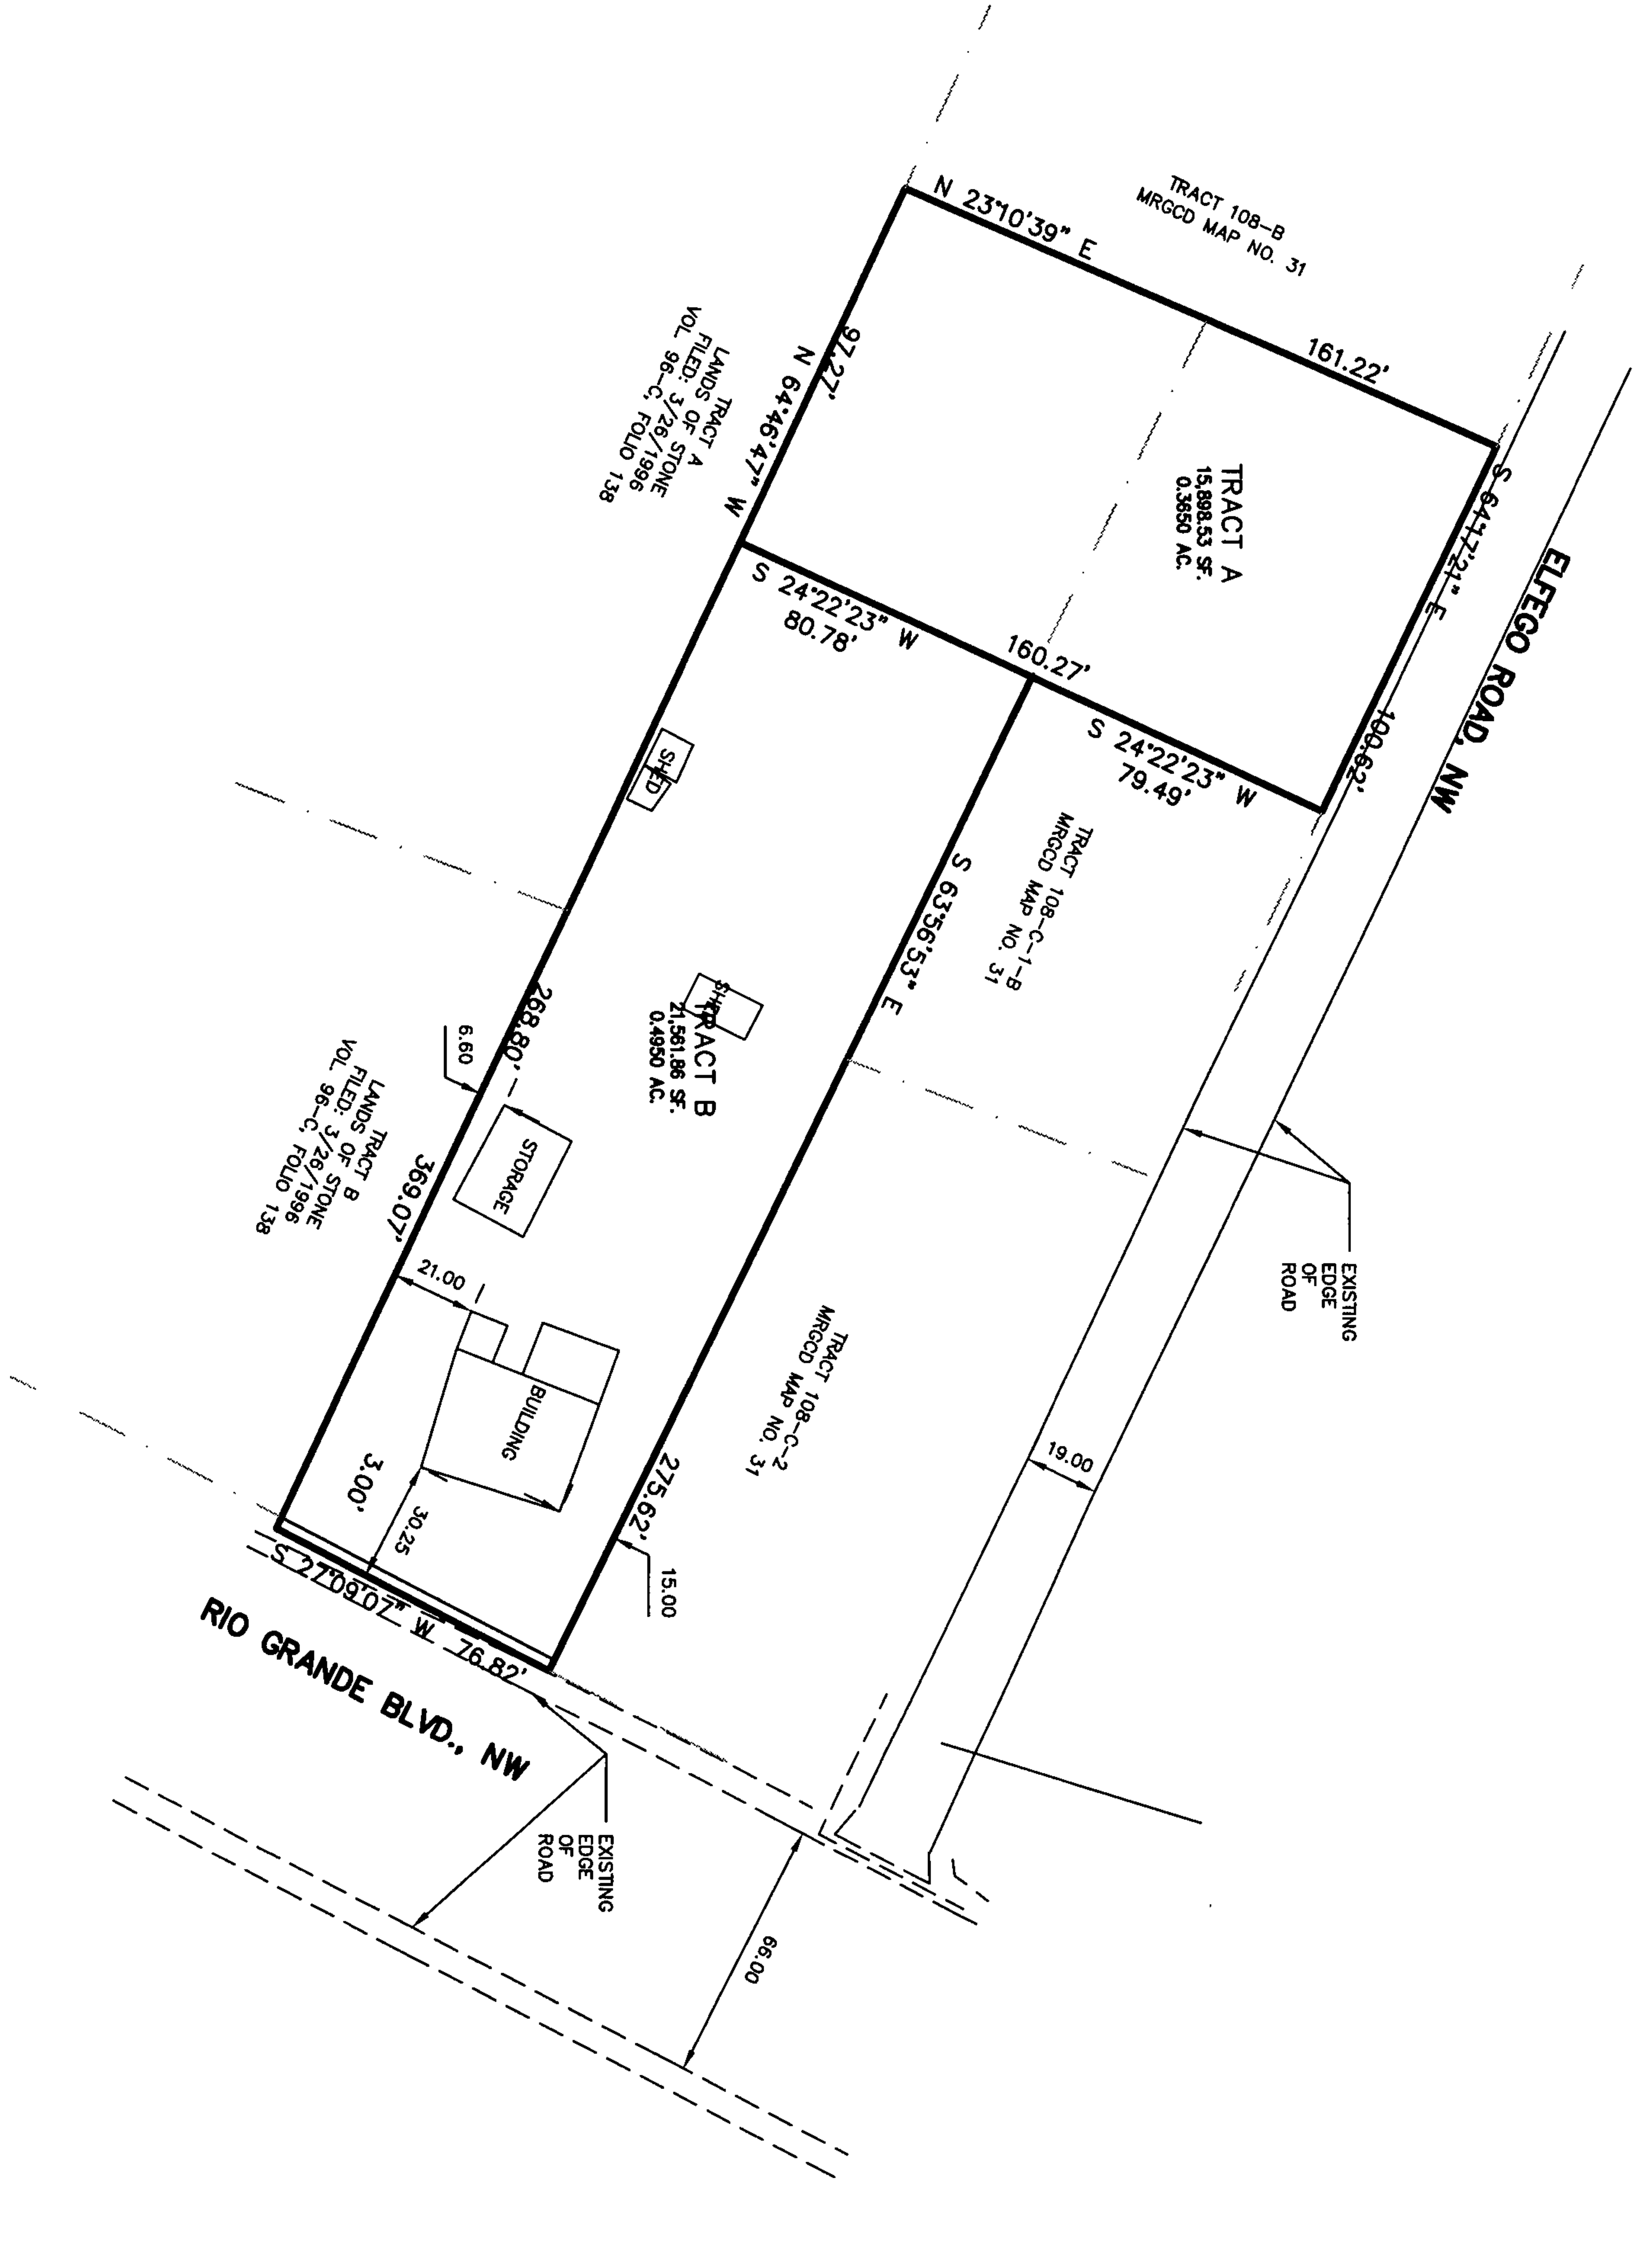 TRACT 108-B
MRGCD MAP NO. 31
N 23°10'39" E
161.22'
S 64°17'21" E
100.62'
ELFEGO ROAD, NW
TRACT A
15,898.53 SF.
0.3650 AC.
97.27'
N 64°46'47" W
TRACT A
LANDS OF STONE
FILED: 3/26/1996
VOL. 96-C, FOLIO 138
S 24°22'23" W
80.78'
160.27'
S 24°22'23" W
79.49'
SHED
TRACT 108-C-1-B
MRGCD MAP NO. 31
S 63°56'53" E
SHED
TRACT B
21,561.86 SF.
0.4950 AC.
268.80'
6.60
TRACT B
LANDS OF STONE
FILED: 3/26/1996
VOL. 96-C, FOLIO 138
369.07'
STORAGE
21.00
BUILDING
EXISTING
EDGE
OF
ROAD
TRACT 108-C-2
MRGCD MAP NO. 31
19.00
3.00'
30.25
275.62'
15.00
S 27°09'07" W 76.82'
RIO GRANDE BLVD., NW
EXISTING
EDGE
OF
ROAD
66.00